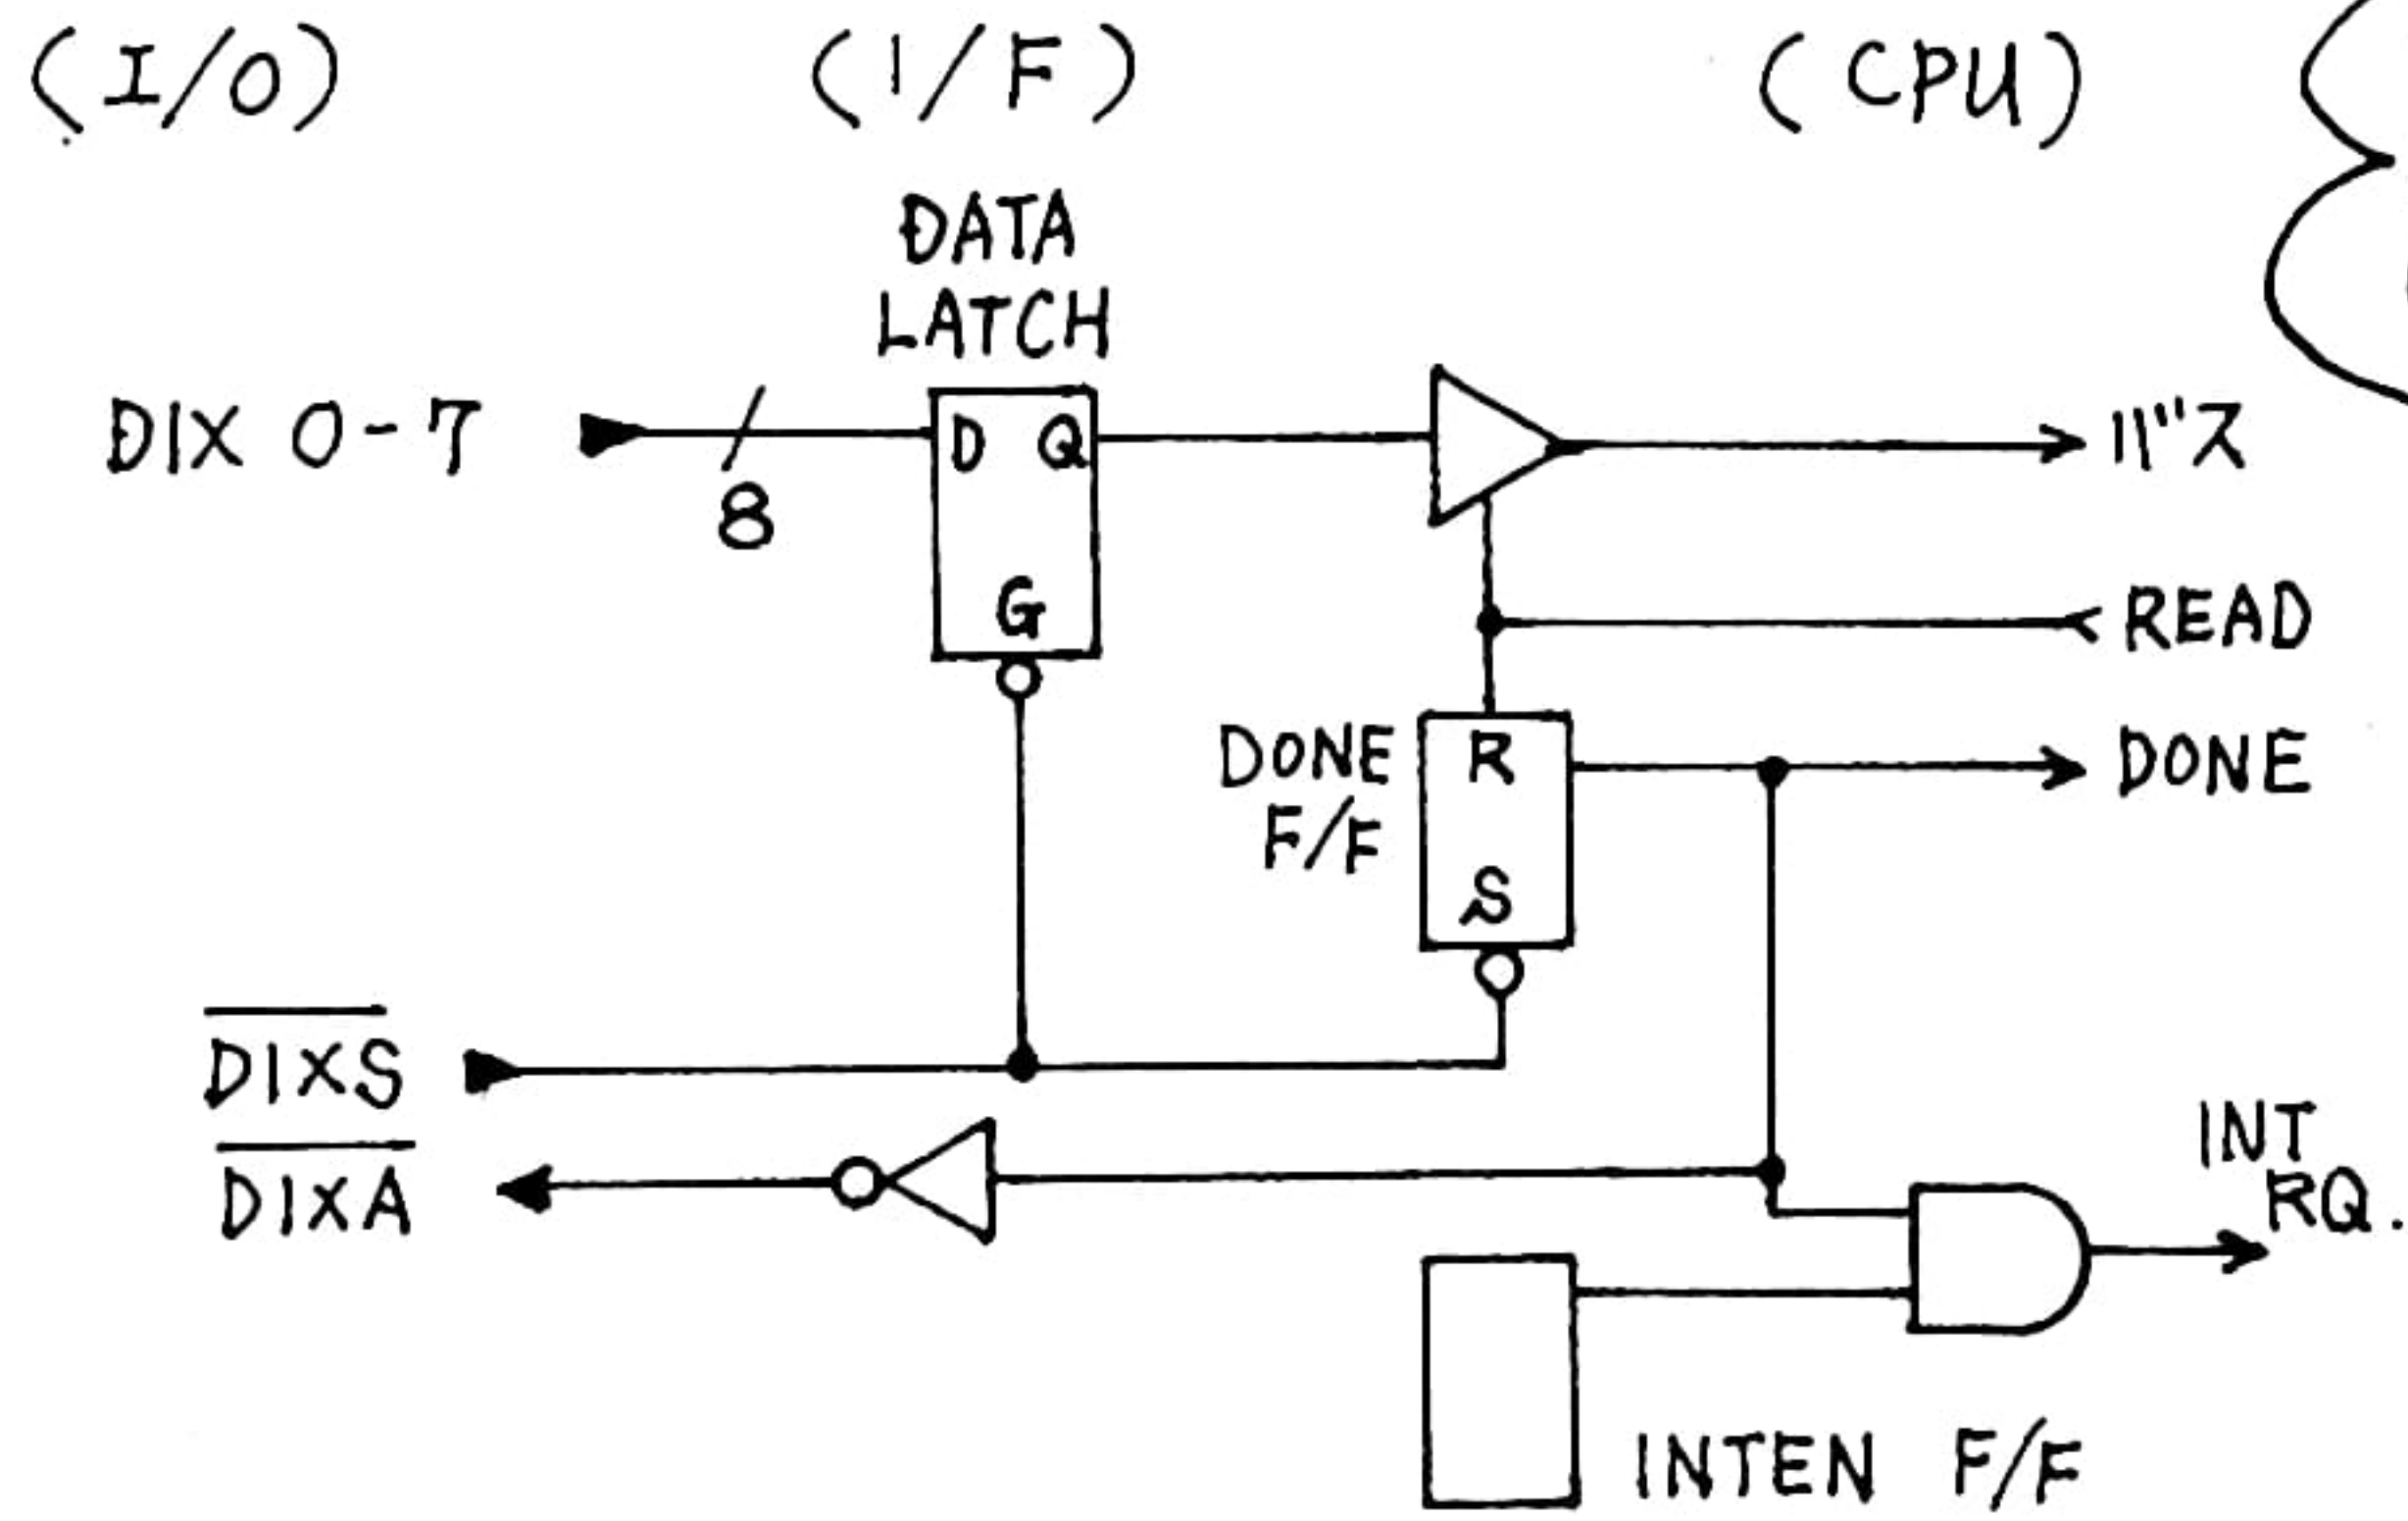 (I/O)
(I/F)
(CPU)
DATA
LATCH
DIX 0-7
8
D Q
G
バス
READ
DONE
F/F
R
S
DONE
DIXS
DIXA
INT
RQ.
INTEN F/F